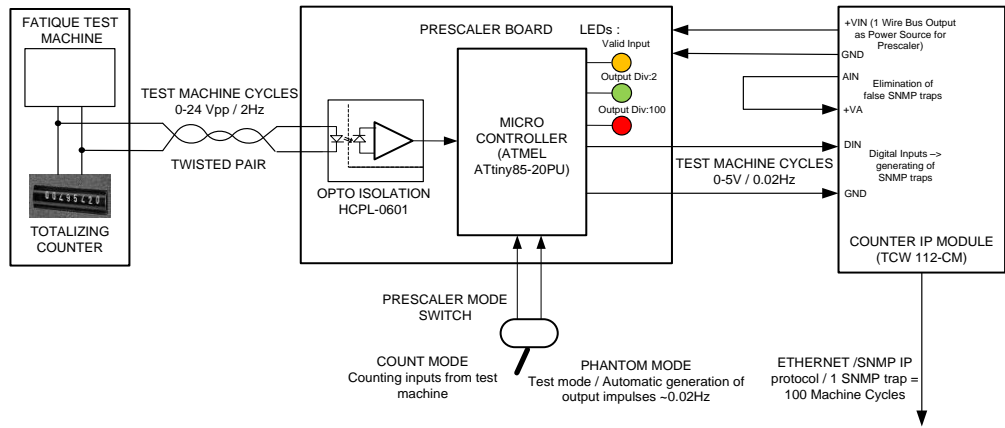 FATIQUE TEST
MACHINE
TOTALIZING
COUNTER
TEST MACHINE CYCLES
0-24 Vpp / 2Hz
TWISTED PAIR
PRESCALER BOARD
LEDs :
Valid Input
Output Div:2
Output Div:100
OPTO ISOLATION
HCPL-0601
MICRO
CONTROLLER
(ATMEL
ATtiny85-20PU)
TEST MACHINE CYCLES
0-5V / 0.02Hz
+VIN (1 Wire Bus Output
as Power Source for
Prescaler)
GND
AIN
Elimination of
false SNMP traps
+VA
DIN
Digital Inputs –>
generating of
SNMP traps
GND
COUNTER IP MODULE
(TCW 112-CM)
PRESCALER MODE
SWITCH
COUNT MODE
Counting inputs from test
machine
PHANTOM MODE
Test mode / Automatic generation of
output impulses ~0.02Hz
ETHERNET /SNMP IP
protocol / 1 SNMP trap =
100 Machine Cycles